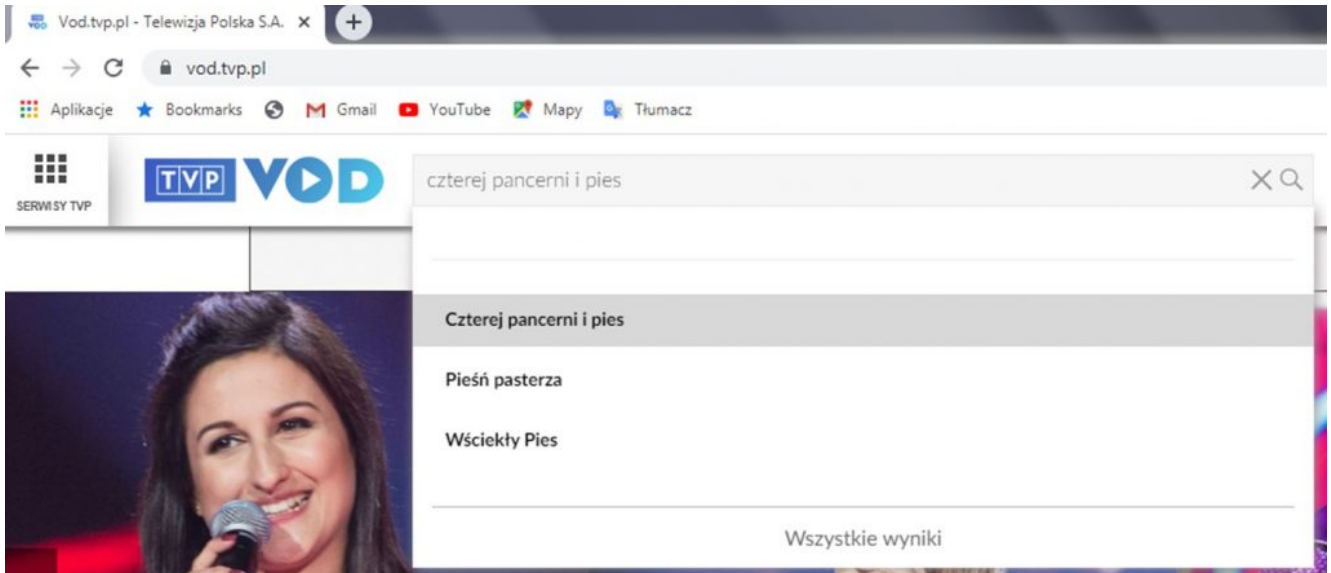 Vod.tvp.pl - Telewizja Polska S.A.
vod.tvp.pl
Aplikacje Bookmarks Gmail YouTube Mapy Tłumacz
SERWISY TVP
TVP VOD
czterej pancerni i pies
Czterej pancerni i pies
Pieśń pasterza
Wściekły Pies
Wszystkie wyniki